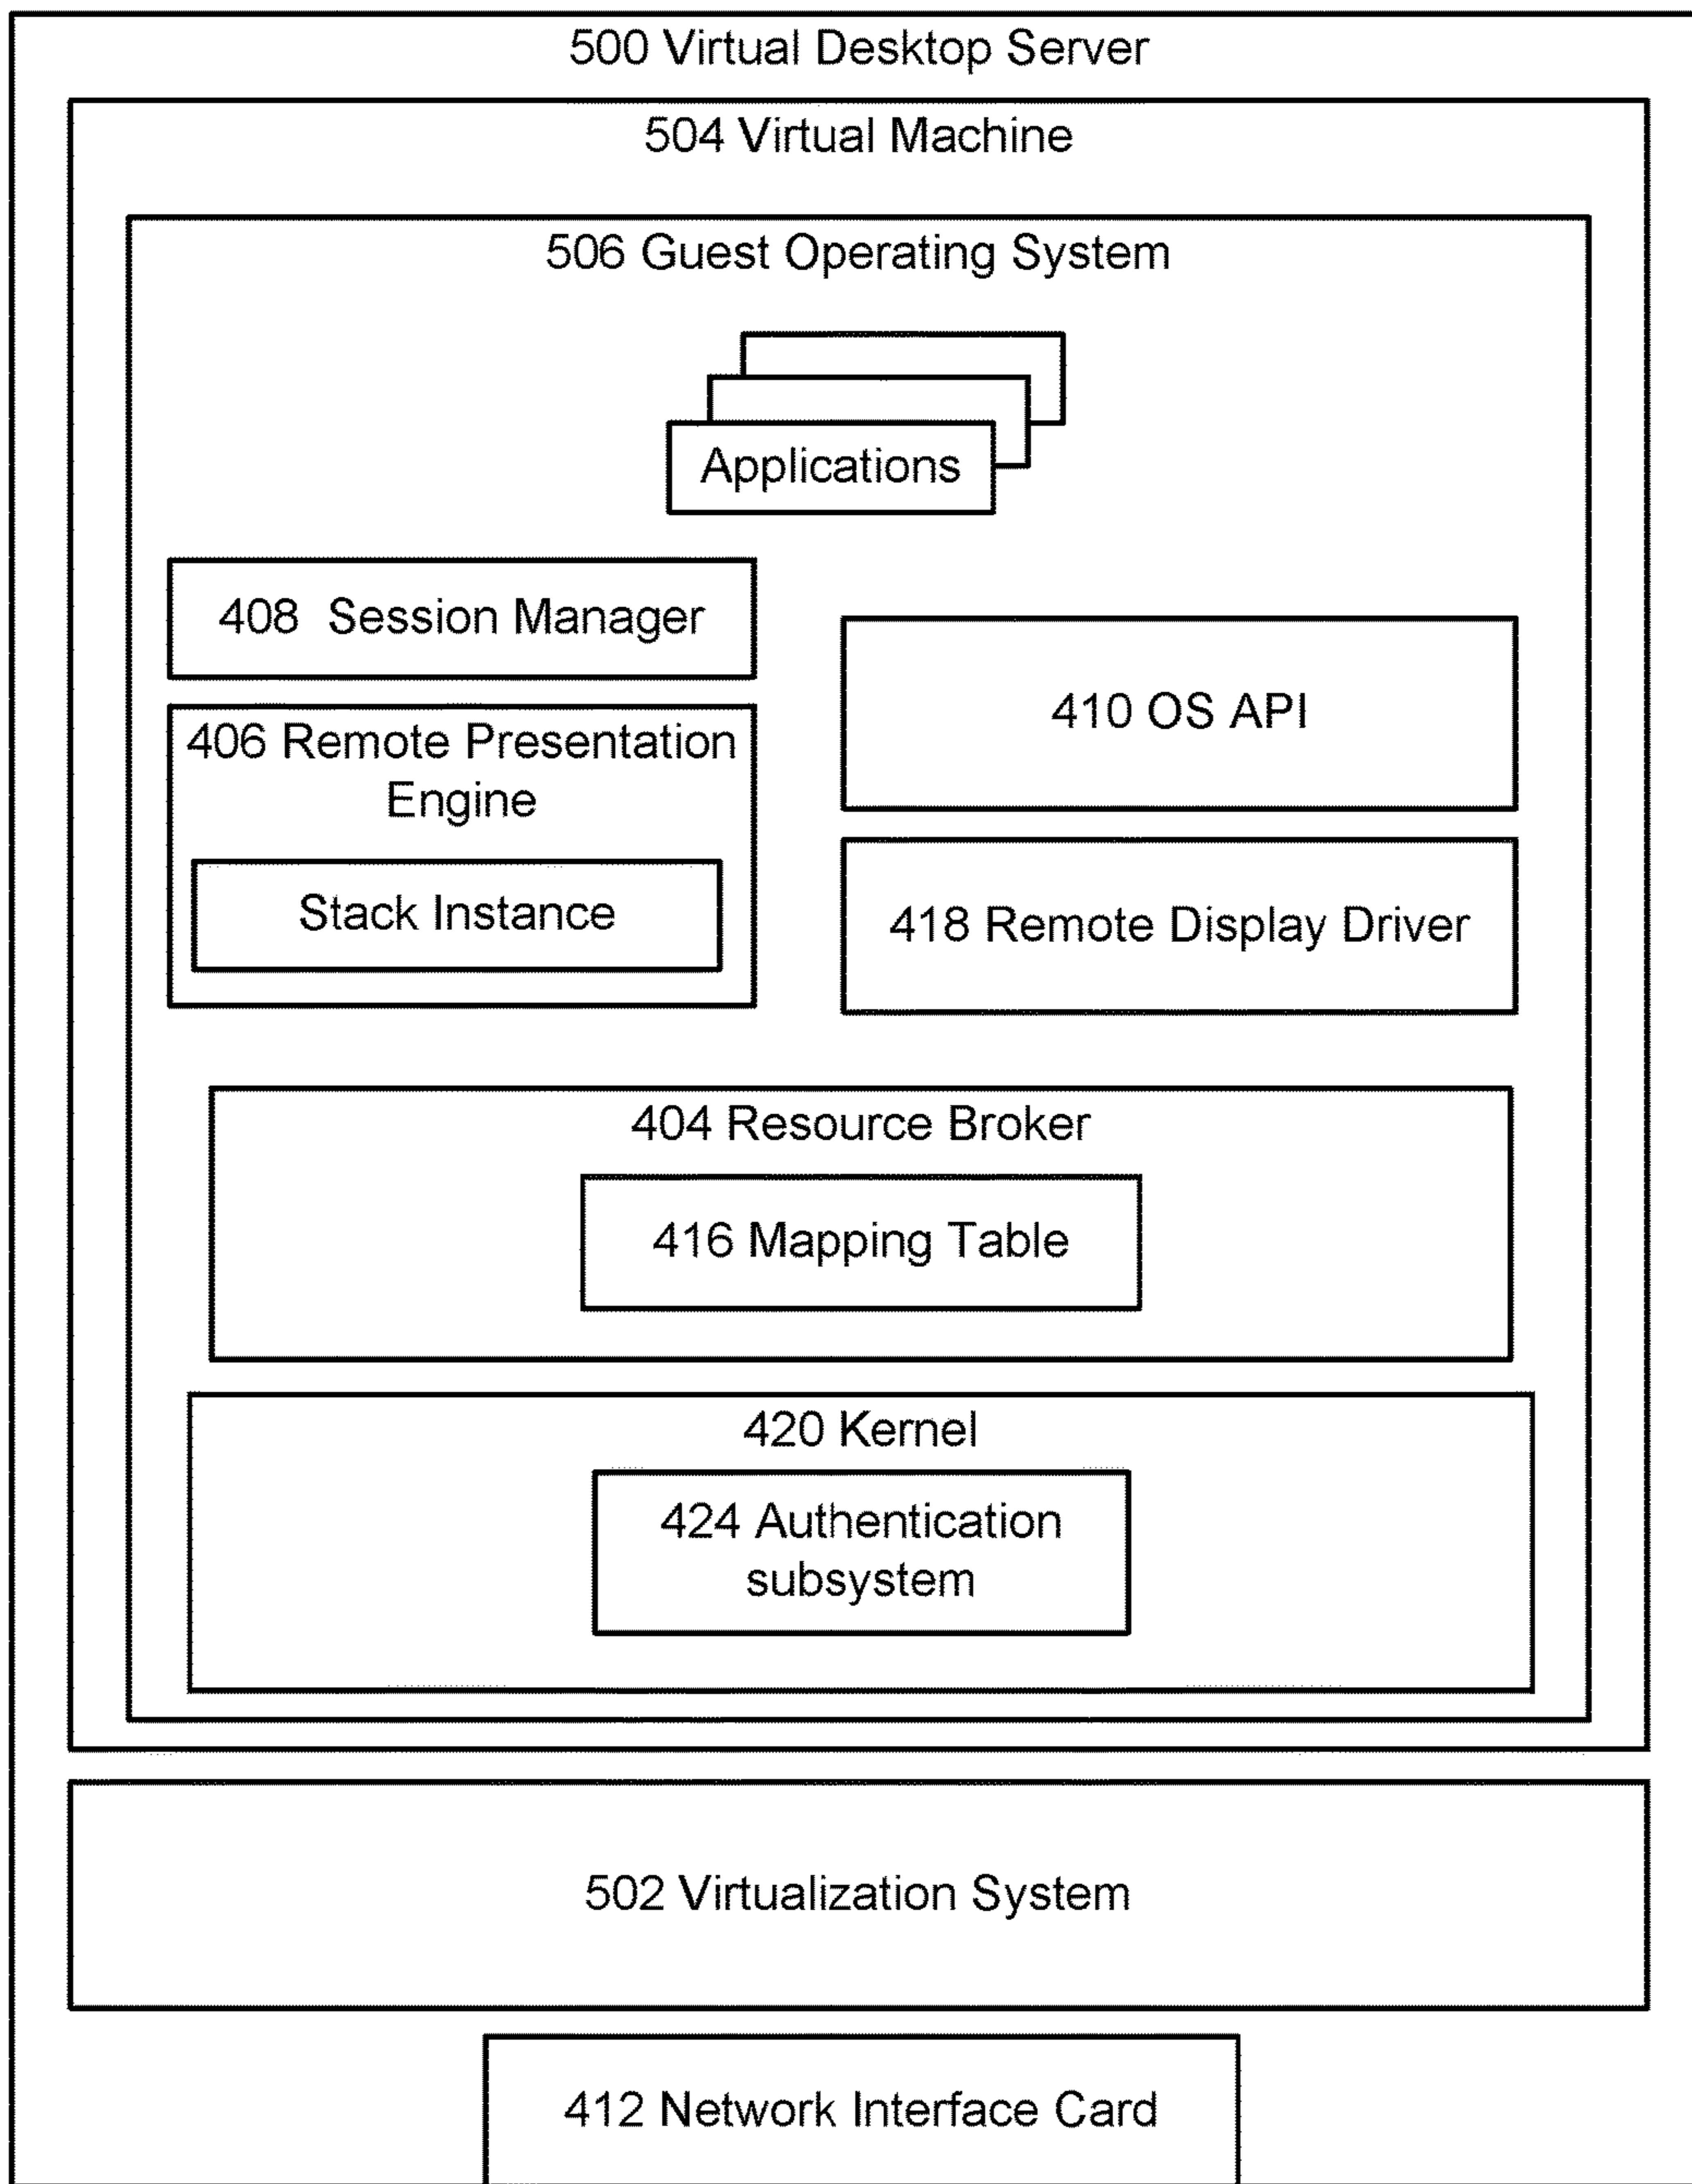 500 Virtual Desktop Server
504 Virtual Machine
506 Guest Operating System
Applications
408 Session Manager
406 Remote Presentation
Engine
Stack Instance
410 OS API
418 Remote Display Driver
404 Resource Broker
416 Mapping Table
420 Kernel
424 Authentication
subsystem
502 Virtualization System
412 Network Interface Card